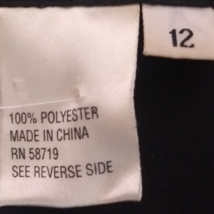 12
100% POLYESTER
MADE IN CHINA
RN 58719
SEE REVERSE SIDE